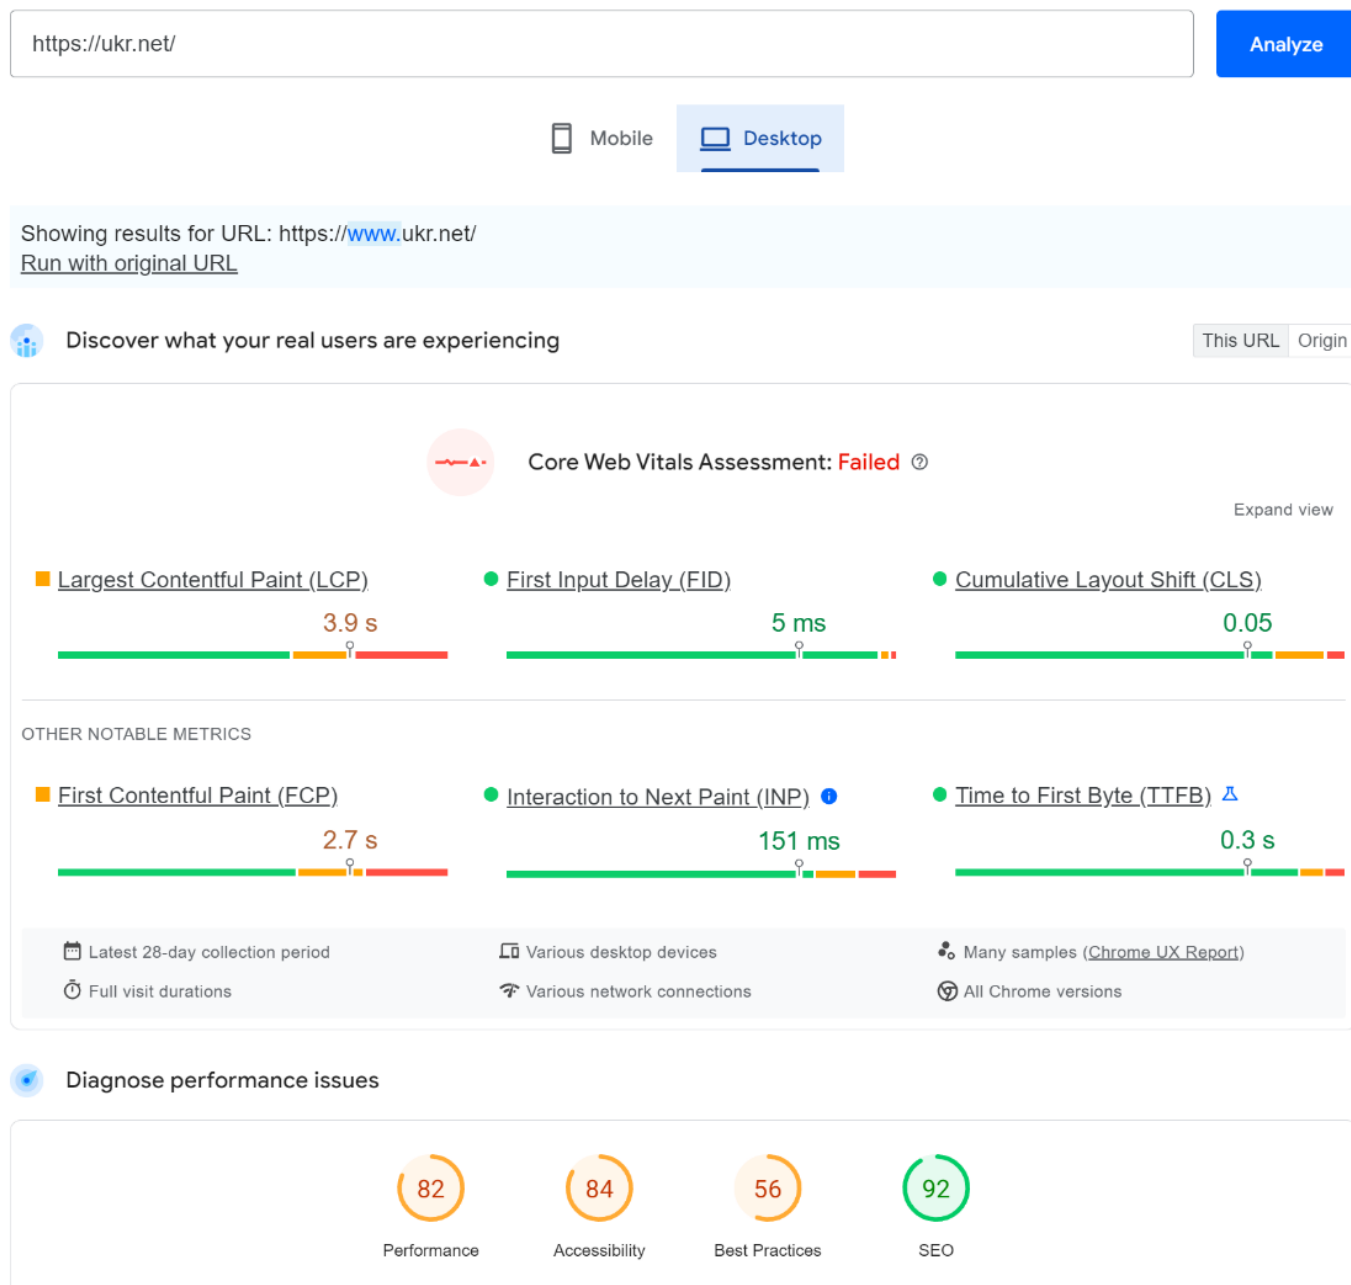 https://ukr.net/
Analyze
Mobile
Desktop
Showing results for URL: https://www.ukr.net/
Run with original URL
Discover what your real users are experiencing
This URL
Origin
Core Web Vitals Assessment: Failed
Expand view
Largest Contentful Paint (LCP)
3.9 s
First Input Delay (FID)
5 ms
Cumulative Layout Shift (CLS)
0.05
OTHER NOTABLE METRICS
First Contentful Paint (FCP)
2.7 s
Interaction to Next Paint (INP)
151 ms
Time to First Byte (TTFB)
0.3 s
Latest 28-day collection period
Various desktop devices
Many samples (Chrome UX Report)
Full visit durations
Various network connections
All Chrome versions
Diagnose performance issues
82
Performance
84
Accessibility
56
Best Practices
92
SEO